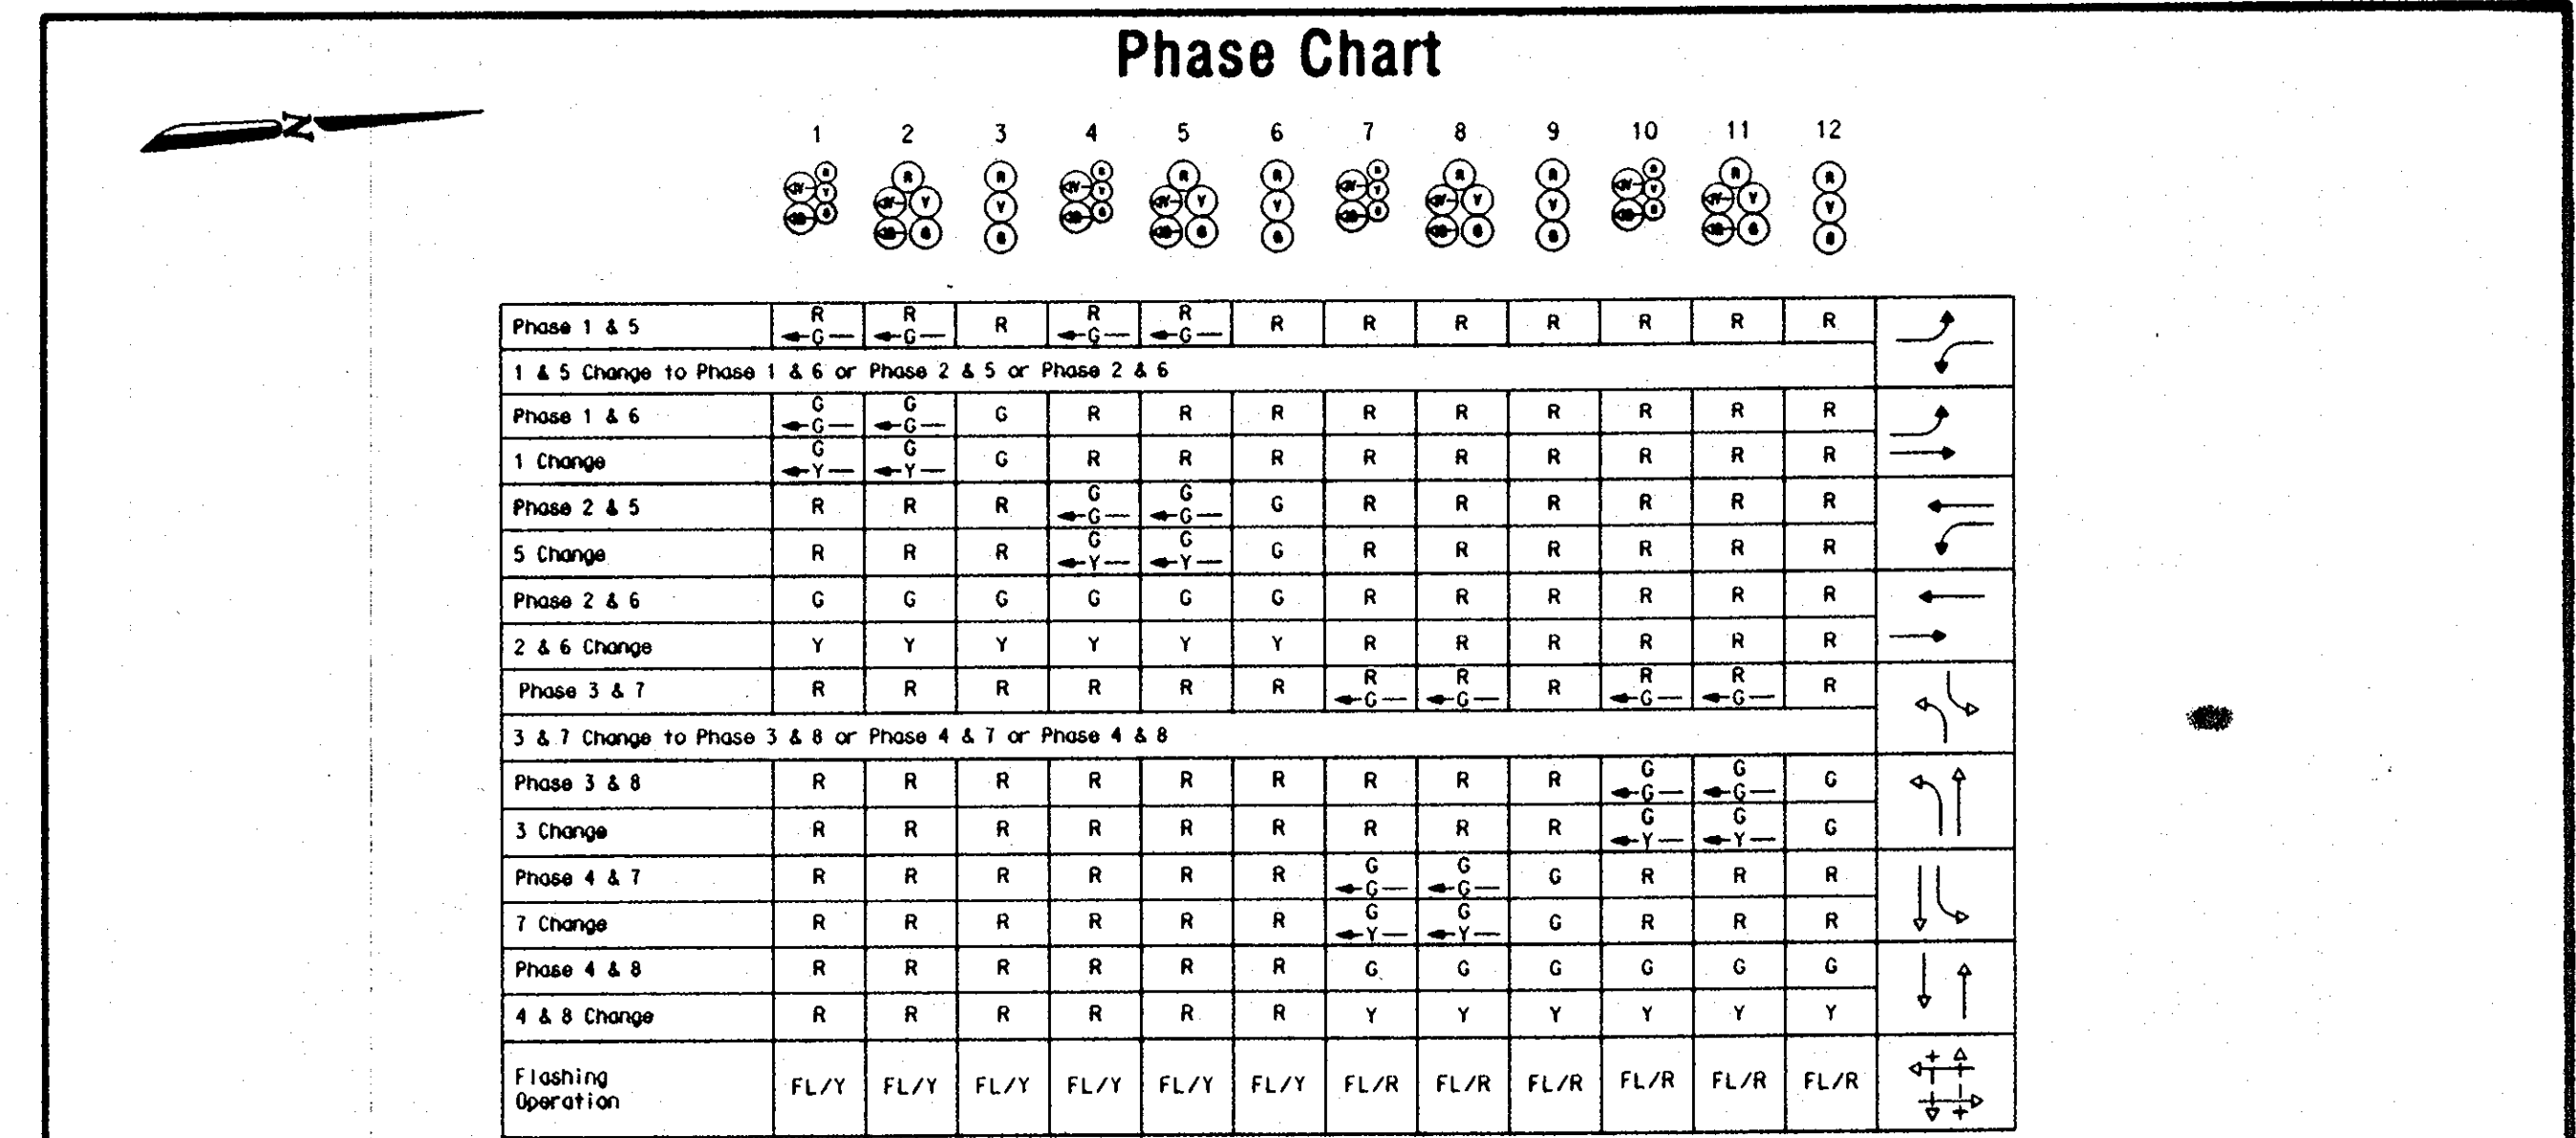 Phase Chart
N
1 2 3 4 5 6 7 8 9 10 11 12
R R R R R R R R R R R R
Y Y Y Y Y Y Y Y Y Y Y Y Y Y Y Y Y Y Y Y
G G G G G G G G G G G G G G G G G G G G
Phase 1 & 5 R G R G R R G R G R R R R R R R
1 & 5 Change to Phase 1 & 6 or Phase 2 & 5 or Phase 2 & 6
Phase 1 & 6 G G G G G R R R R R R R R R
1 Change G Y G Y G R R R R R R R R R
Phase 2 & 5 R R R G G G G G R R R R R R
5 Change R R R G Y G Y G R R R R R R
Phase 2 & 6 G G G G G G R R R R R R
2 & 6 Change Y Y Y Y Y Y R R R R R R
Phase 3 & 7 R R R R R R R G R G R R G R G R
3 & 7 Change to Phase 3 & 8 or Phase 4 & 7 or Phase 4 & 8
Phase 3 & 8 R R R R R R R R R G G G G G
3 Change R R R R R R R R R G Y G Y G
Phase 4 & 7 R R R R R R G G G G G R R R
7 Change R R R R R R G Y G Y G R R R
Phase 4 & 8 R R R R R R G G G G G G
4 & 8 Change R R R R R R Y Y Y Y Y Y
Flashing
Operation FL/Y FL/Y FL/Y FL/Y FL/Y FL/Y FL/R FL/R FL/R FL/R FL/R FL/R